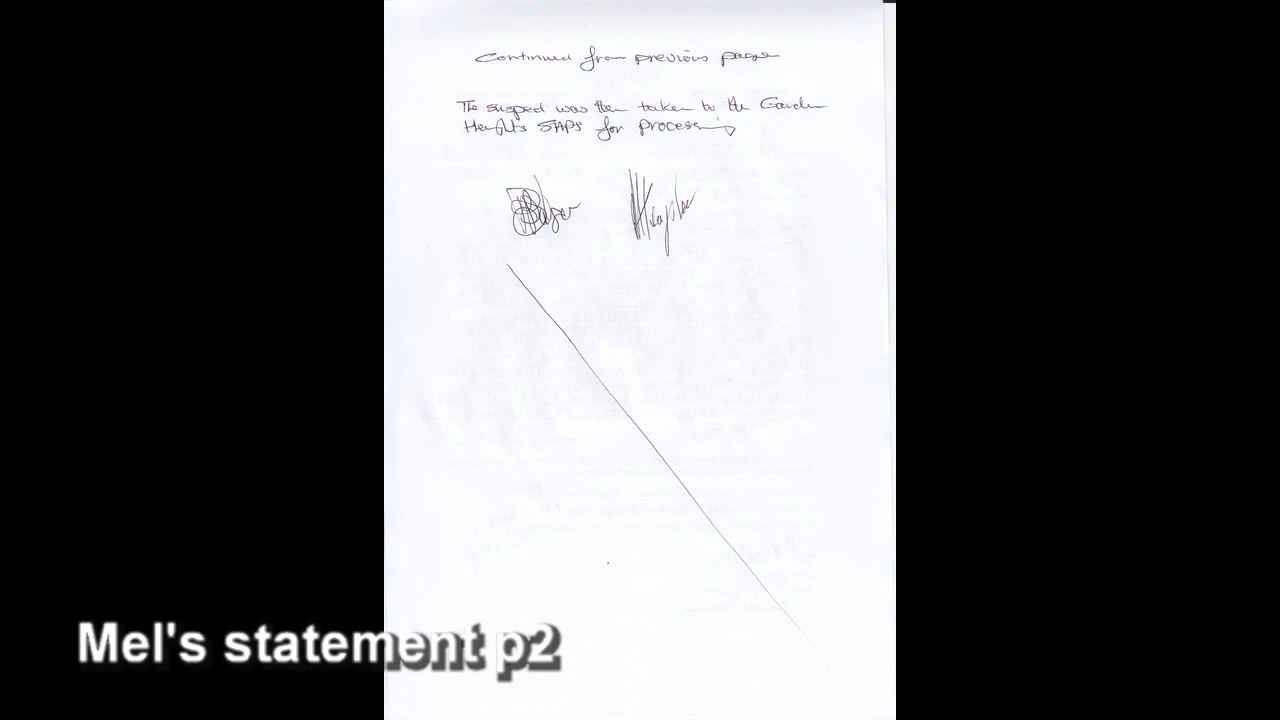 Continued from previous page
The suspect was then taken to the Garden
Heights SAPS for processing
Mel's statement p2